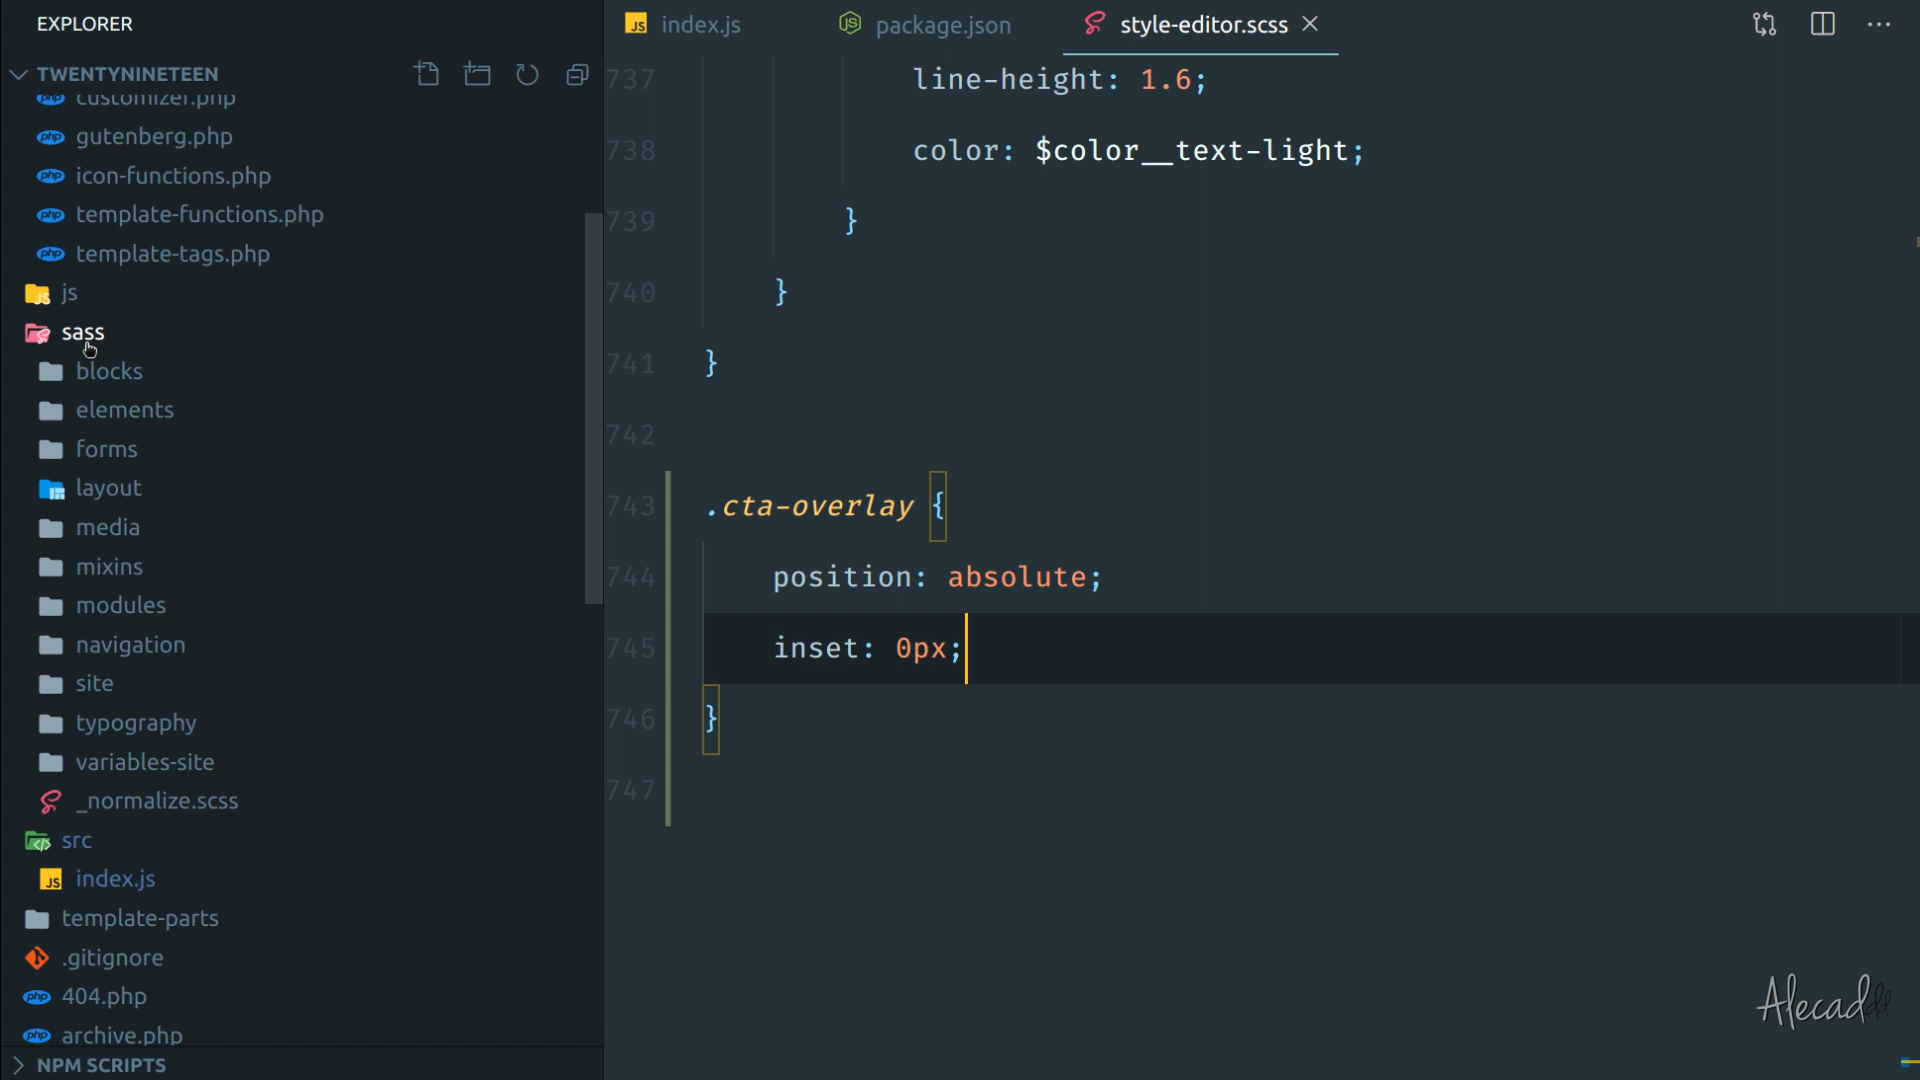 EXPLORER
TWENTYNINETEEN
customizer.php
gutenberg.php
icon-functions.php
template-functions.php
template-tags.php
js
sass
blocks
elements
forms
layout
media
mixins
modules
navigation
site
typography
variables-site
_normalize.scss
src
index.js
template-parts
.gitignore
404.php
archive.php
NPM SCRIPTS
index.js
package.json
style-editor.scss
737 line-height: 1.6;
738 color: $color__text-light;
739 }
740 }
741 }
742
743 .cta-overlay {
744 position: absolute;
745 inset: 0px;
746 }
747
Alecaddd